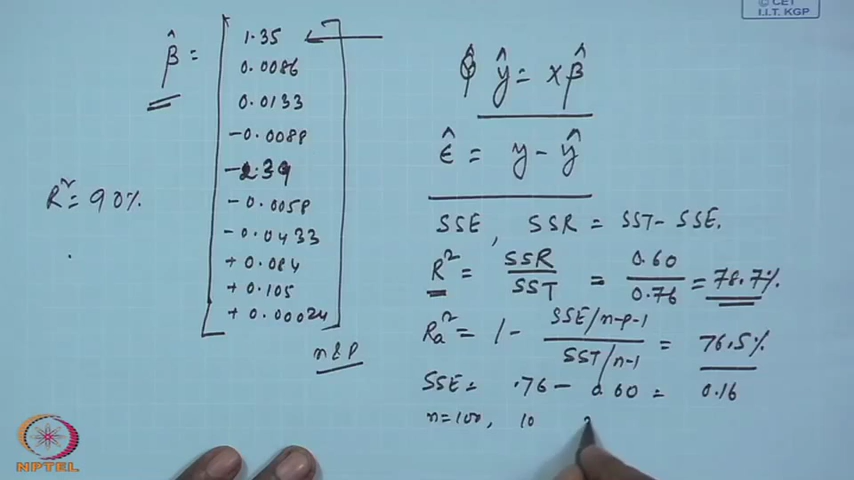 © CET
I.I.T. KGP
β̂ =
1.35
0.0086
0.0133
-0.0088
-2.39
-0.0058
-0.0433
+0.084
+0.105
+0.00024
n & p
R² = 90%
ŷ = Xβ̂
ε̂ = y - ŷ
SSE, SSR = SST - SSE.
R² = SSR/SST = 0.60/0.76 = 78.7%
Ra² = 1 - (SSE/n-p-1)/(SST/n-1) = 76.5%
SSE = .76 - 0.60 = 0.16
n=100, 10
NPTEL